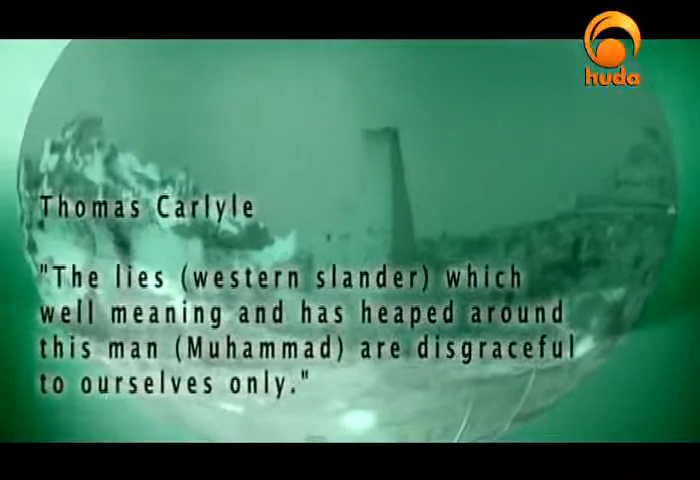 huda
Thomas Carlyle
"The lies (western slander) which
well meaning and has heaped around
this man (Muhammad) are disgraceful
to ourselves only."